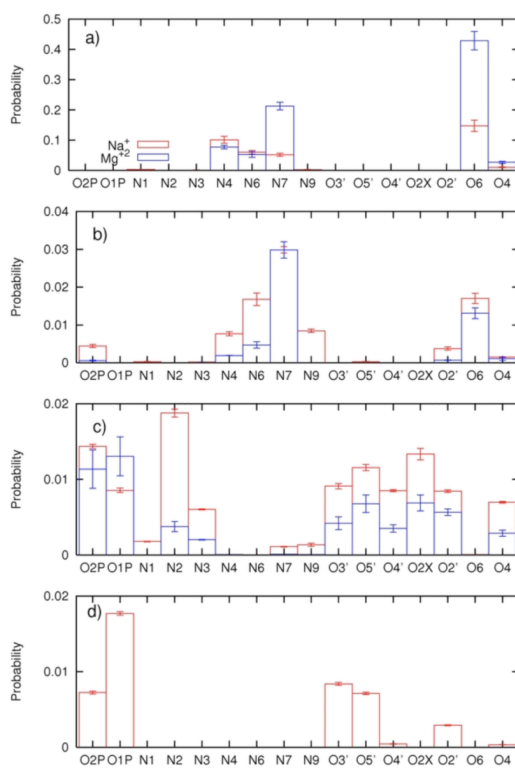 0.5
a)
0.4
0.3
0.2
Na+
Mg+2
0.1
0
Probability
O2P O1P N1 N2 N3 N4 N6 N7 N9 O3' O5' O4' O2X O2' O6 O4
0.04
b)
0.03
0.02
0.01
0
Probability
O2P O1P N1 N2 N3 N4 N6 N7 N9 O3' O5' O4' O2X O2' O6 O4
0.02
c)
0.01
0
Probability
O2P O1P N1 N2 N3 N4 N6 N7 N9 O3' O5' O4' O2X O2' O6 O4
0.02
d)
0.01
0
Probability
O2P O1P N1 N2 N3 N4 N6 N7 N9 O3' O5' O4' O2X O2' O6 O4